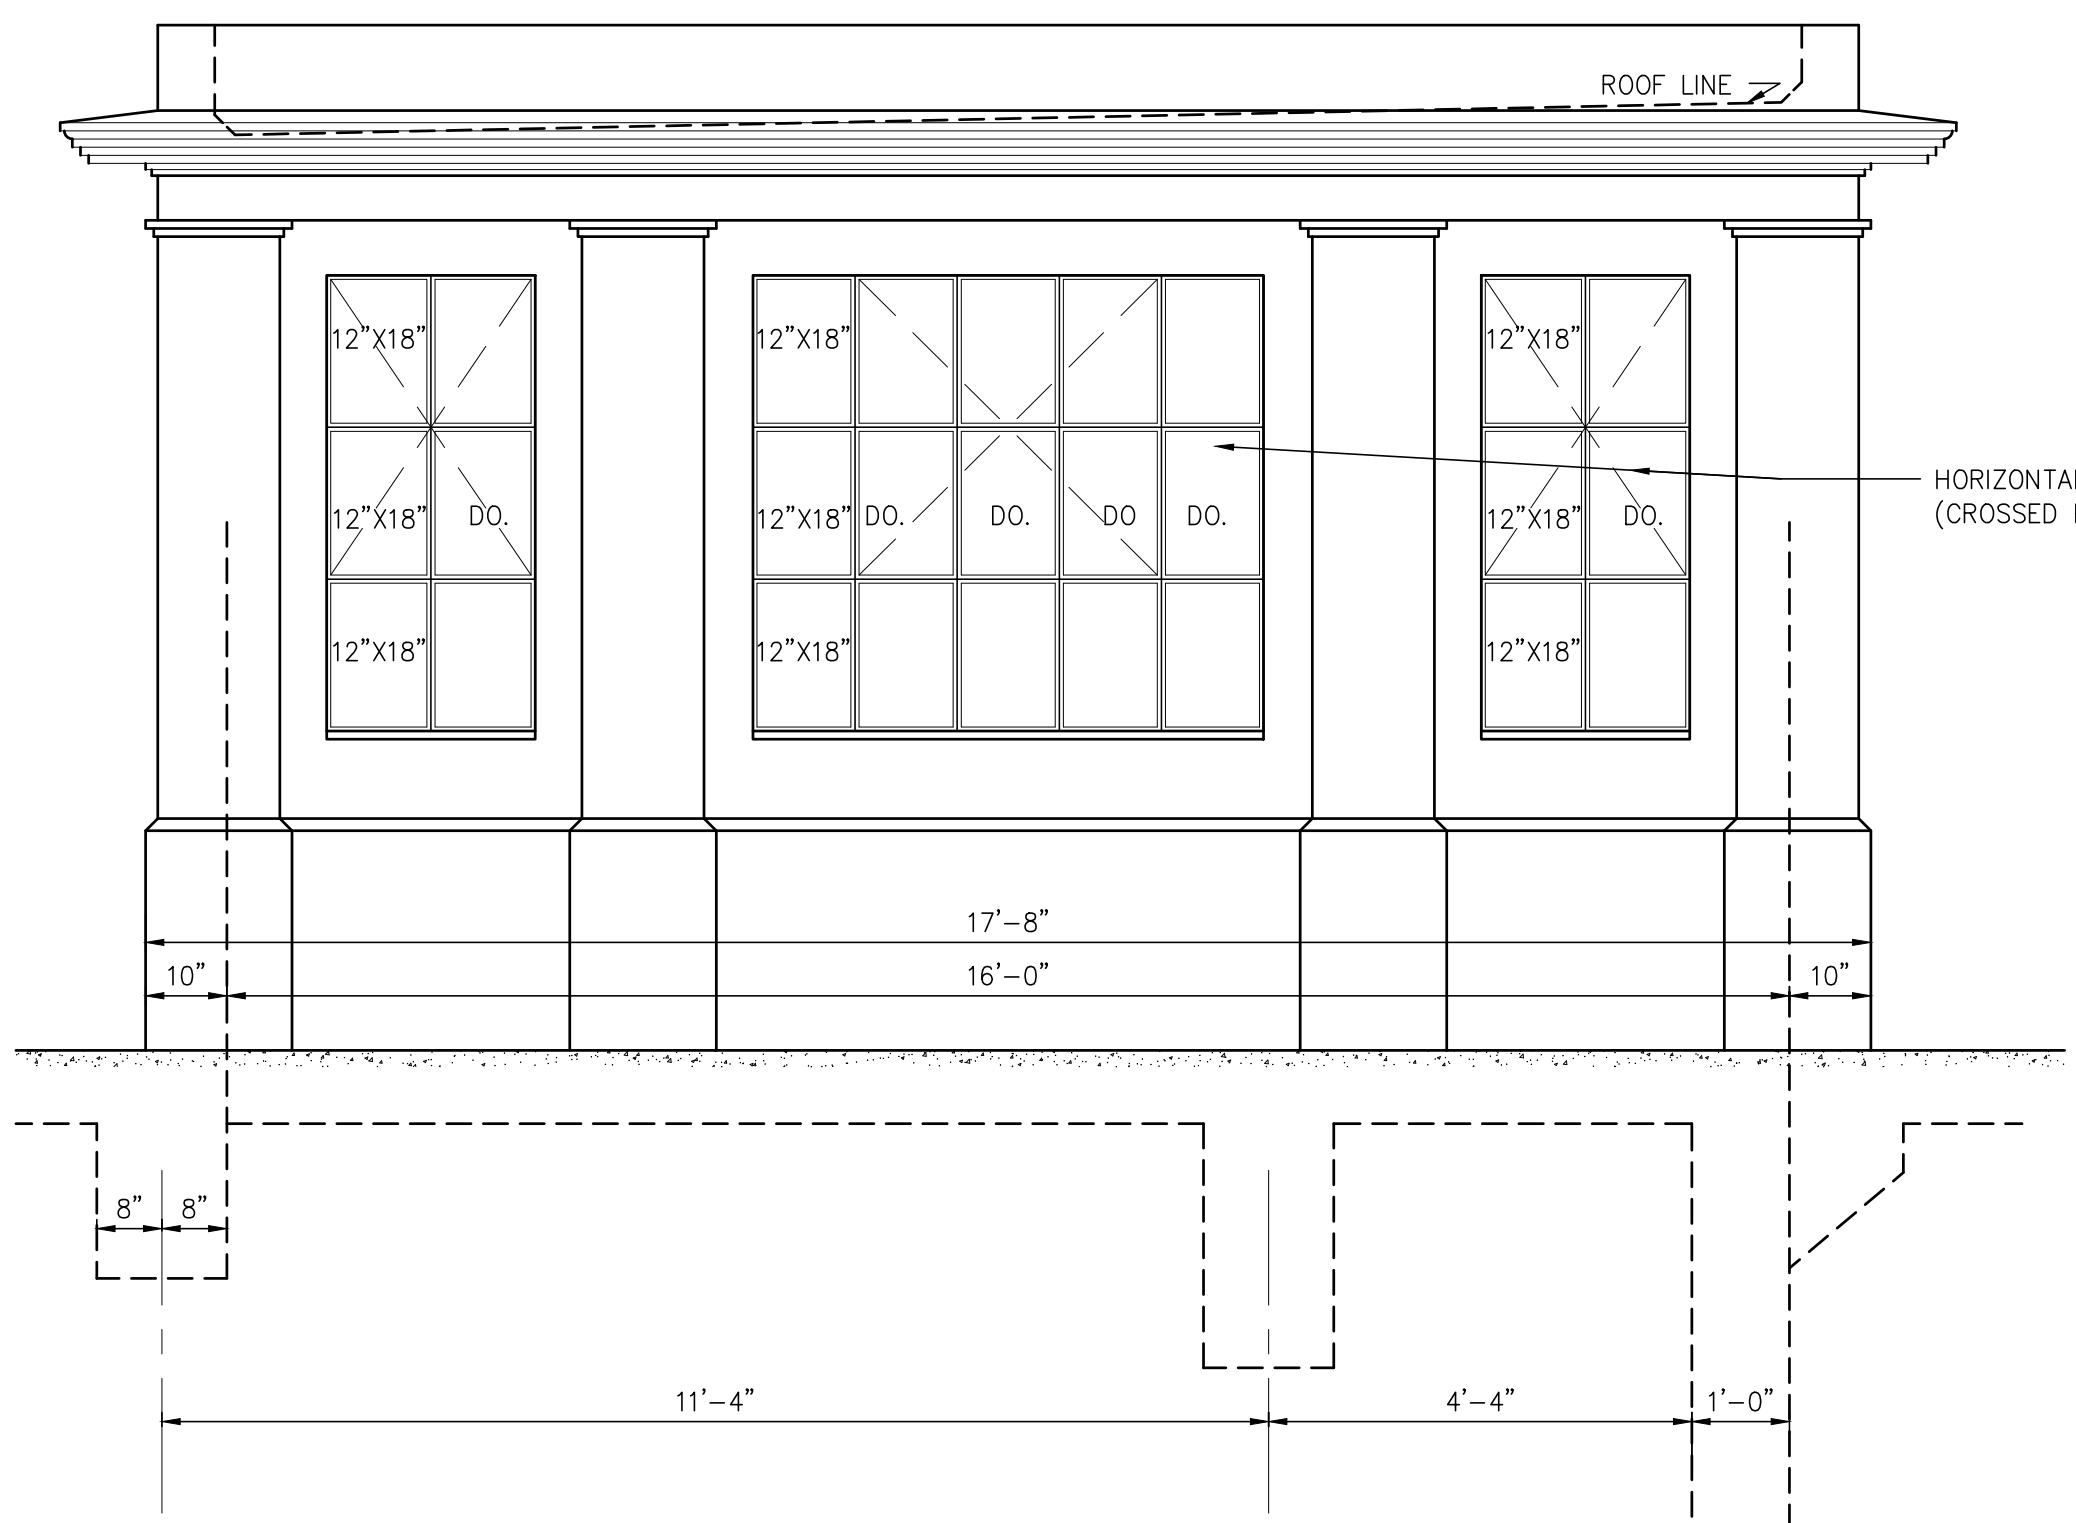 ROOF LINE
12"X18" 12"X18" 12"X18"
HORIZONTAL
(CROSSED
12"X18" DO. 12"X18" DO. DO. DO DO. 12"X18" DO.
12"X18" 12"X18" 12"X18"
17'-8"
10" 16'-0" 10"
8" 8"
11'-4" 4'-4" 1'-0"